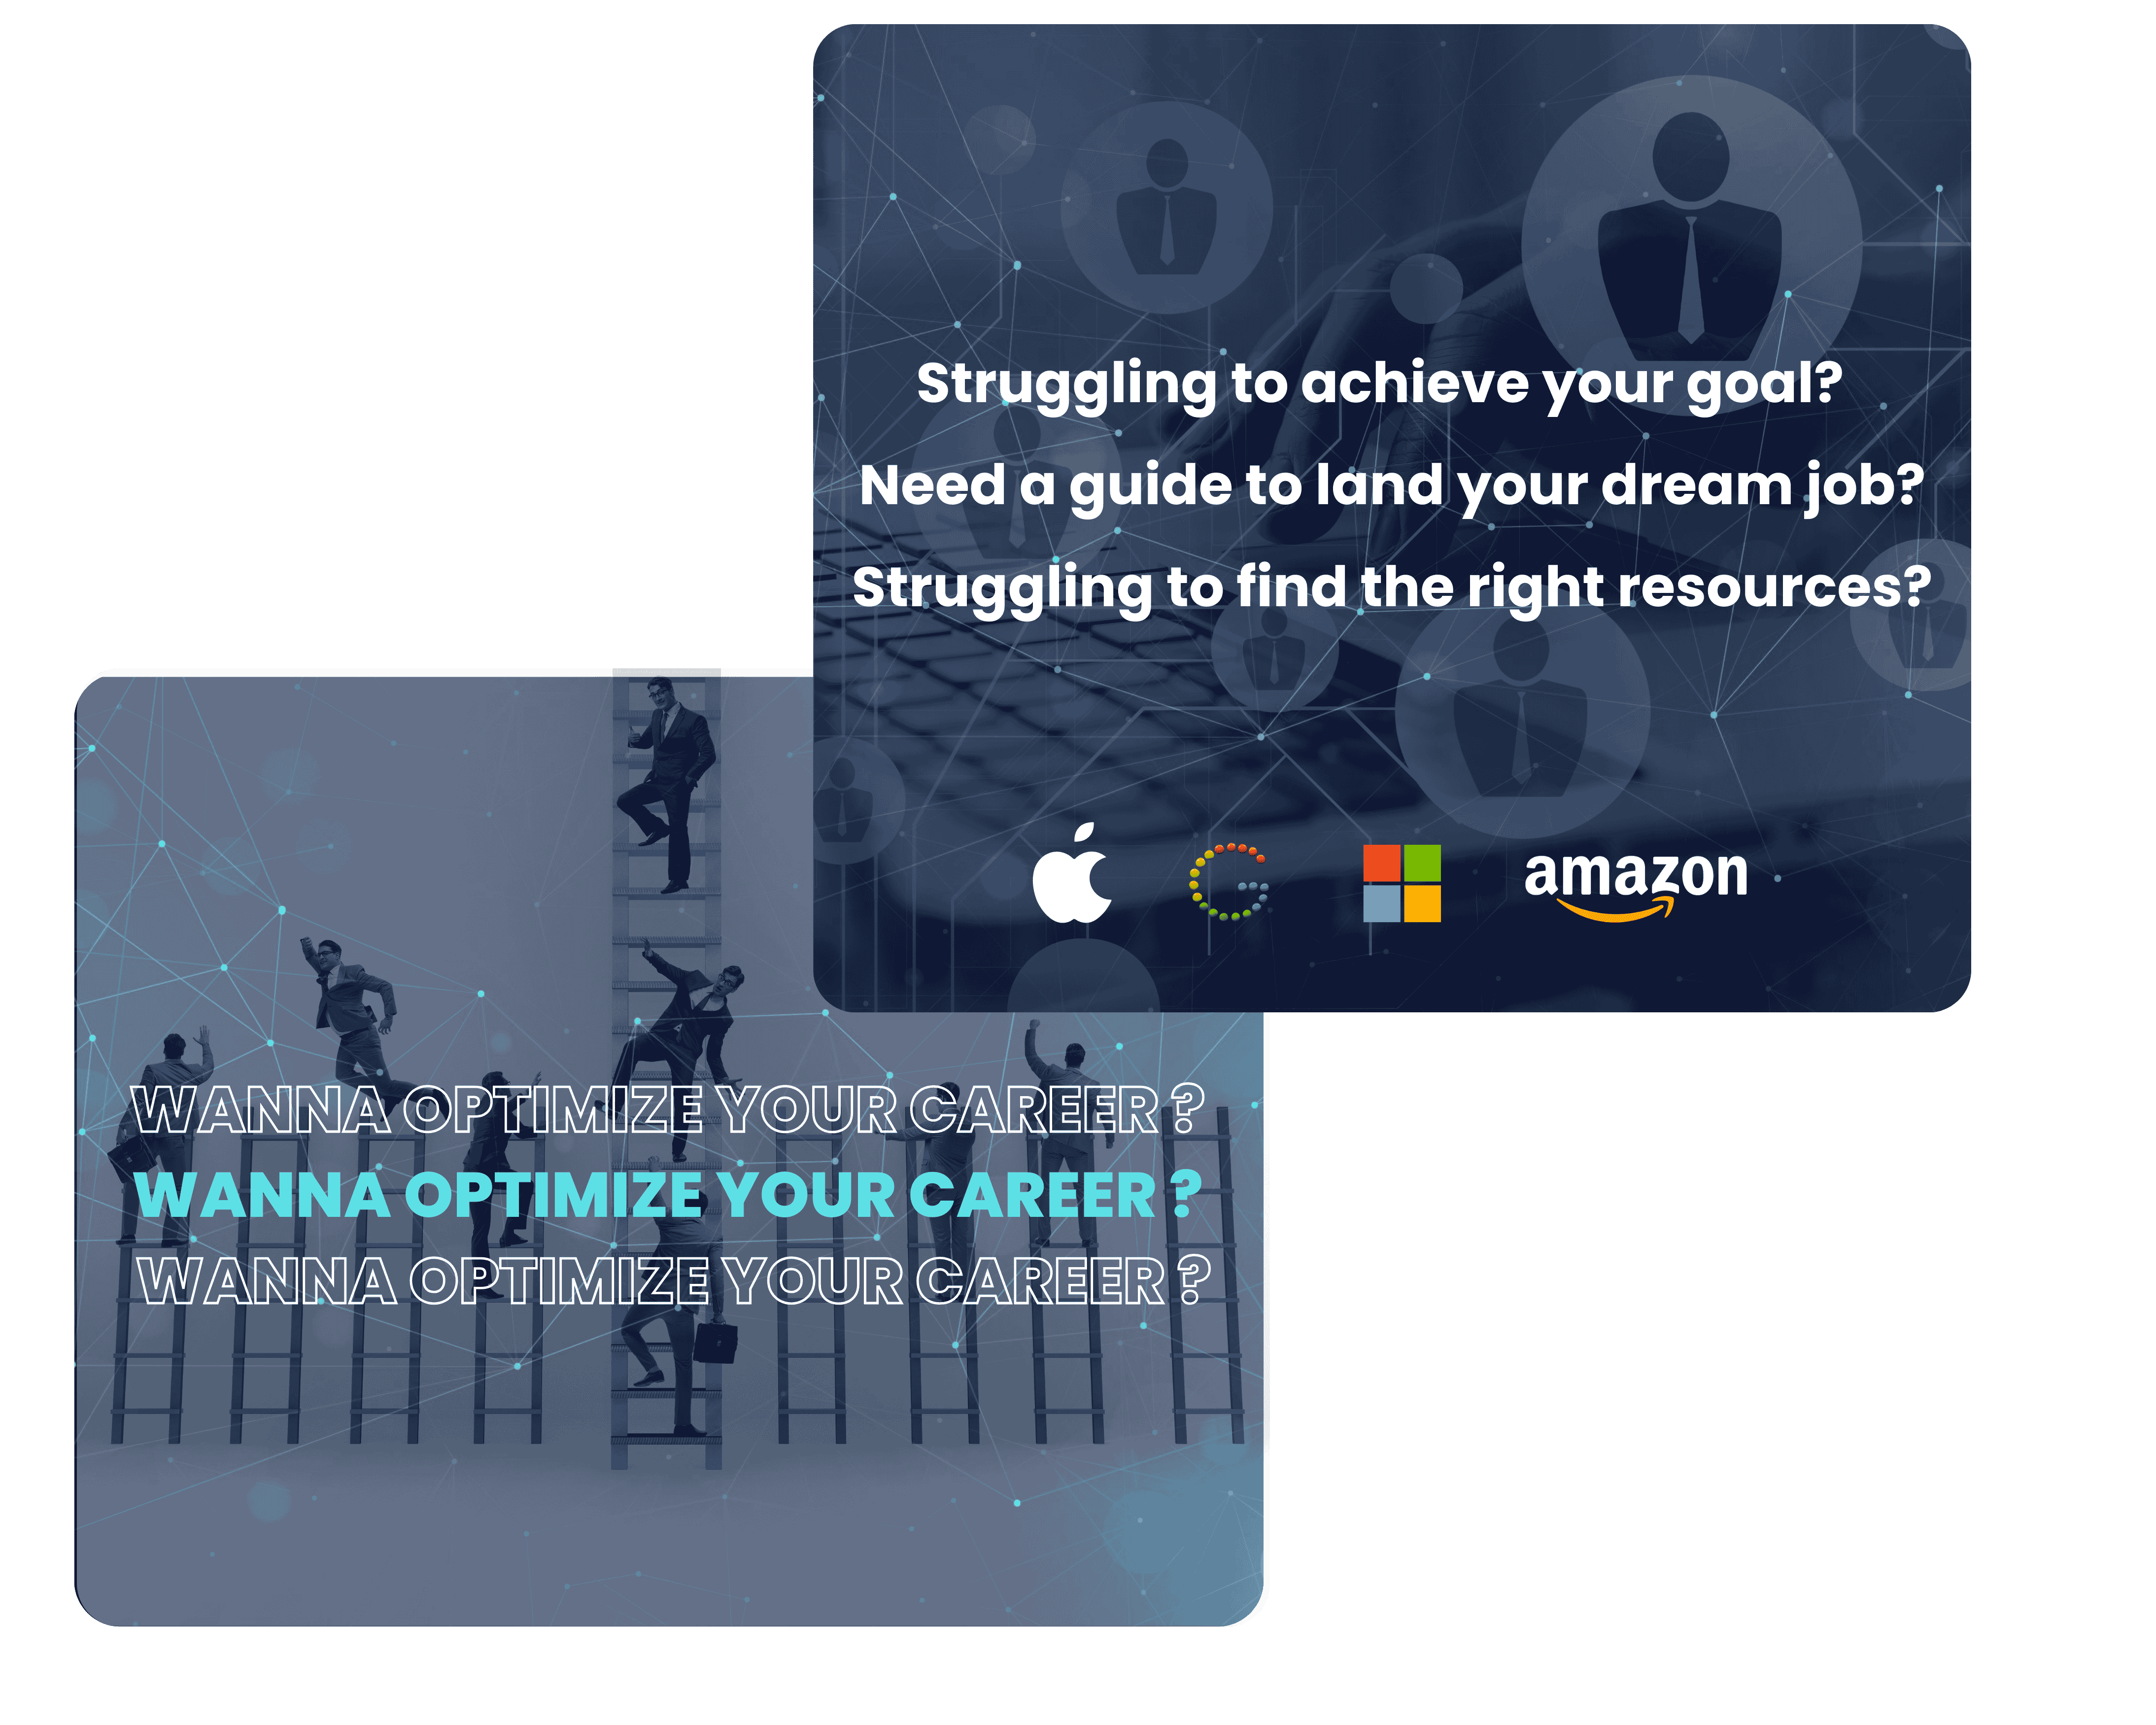 Struggling to achieve your goal?
Need a guide to land your dream job?
Struggling to find the right resources?
amazon
WANNA OPTIMIZE YOUR CAREER ?
WANNA OPTIMIZE YOUR CAREER ?
WANNA OPTIMIZE YOUR CAREER ?